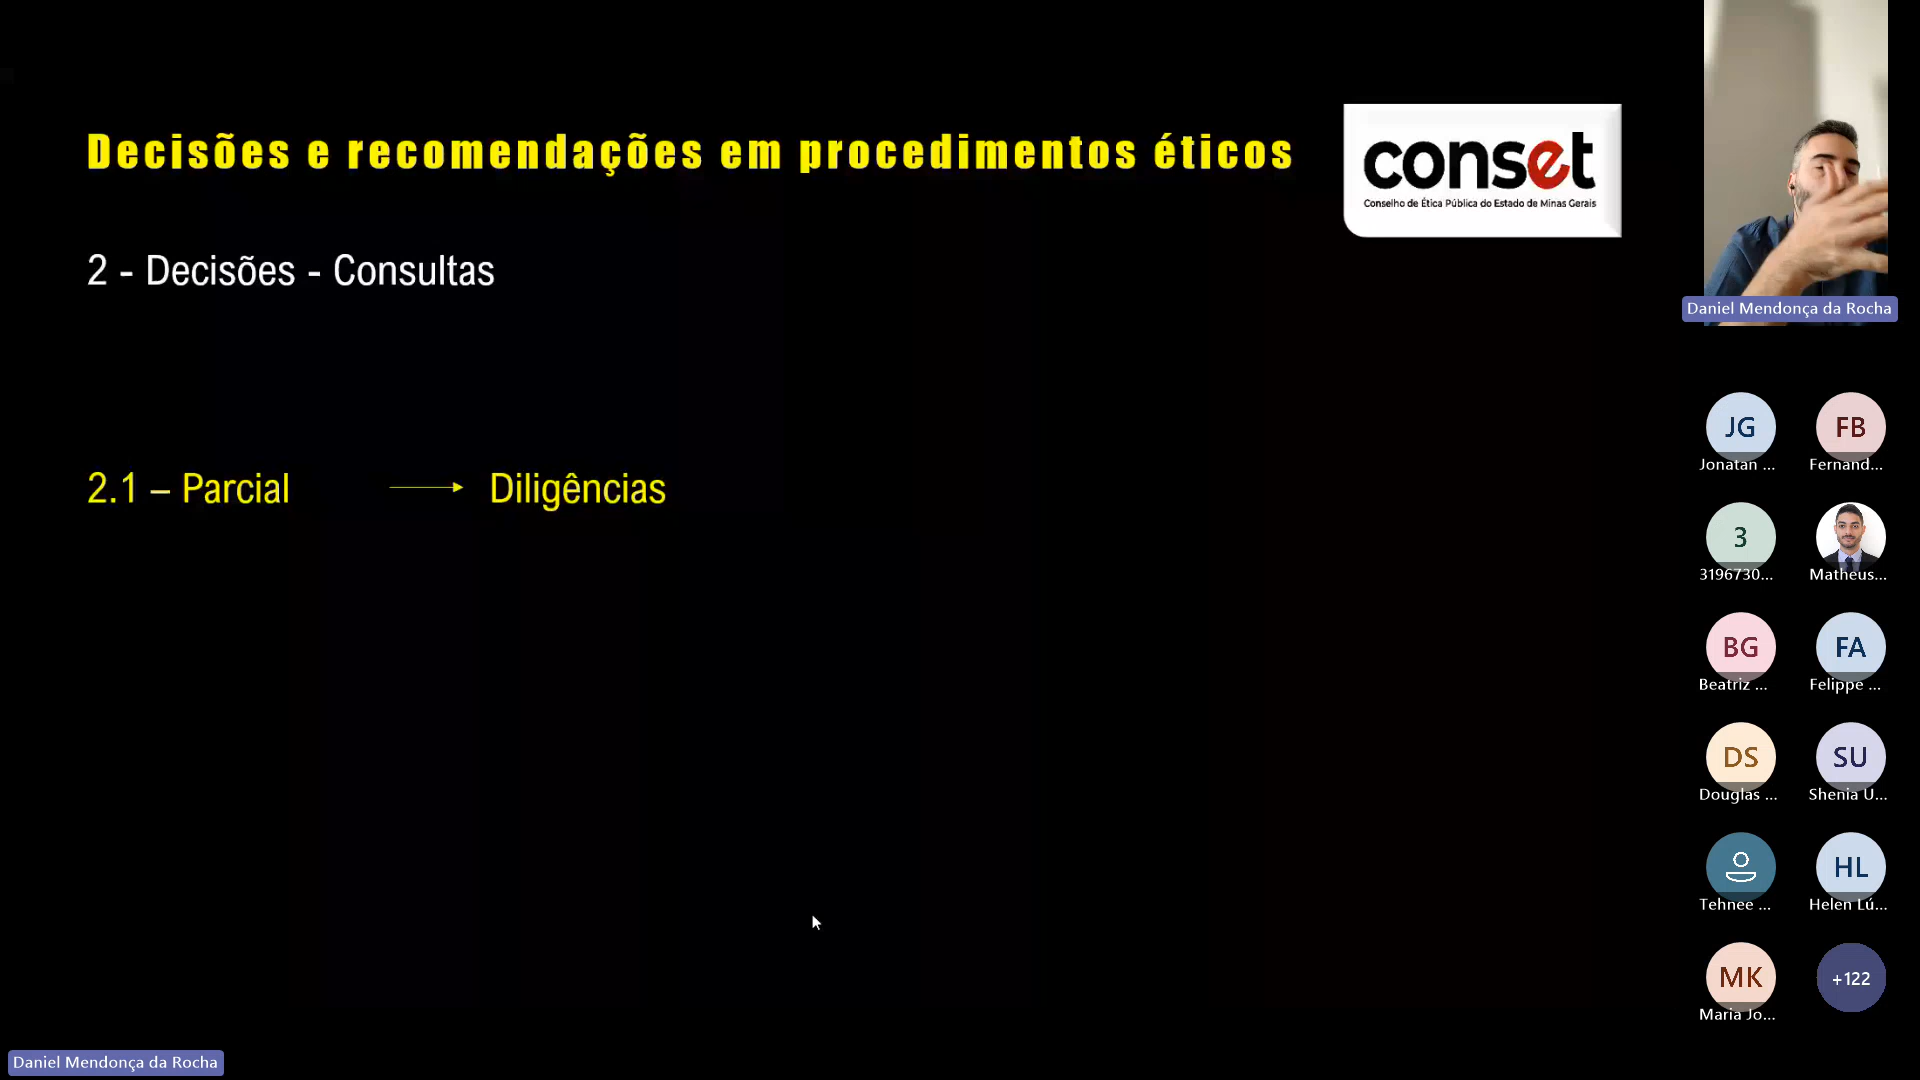 Decisões e recomendações em procedimentos éticos
conset
Conselho de Ética Pública do Estado de Minas Gerais
2 - Decisões - Consultas
2.1 – Parcial
Diligências
Daniel Mendonça da Rocha
JG
Jonatan ...
FB
Fernand...
3
3196730...
Matheus...
BG
Beatriz ...
FA
Felippe ...
DS
Douglas ...
SU
Shenia U...
Tehnee ...
HL
Helen Lú...
MK
Maria Jo...
+122
Daniel Mendonça da Rocha